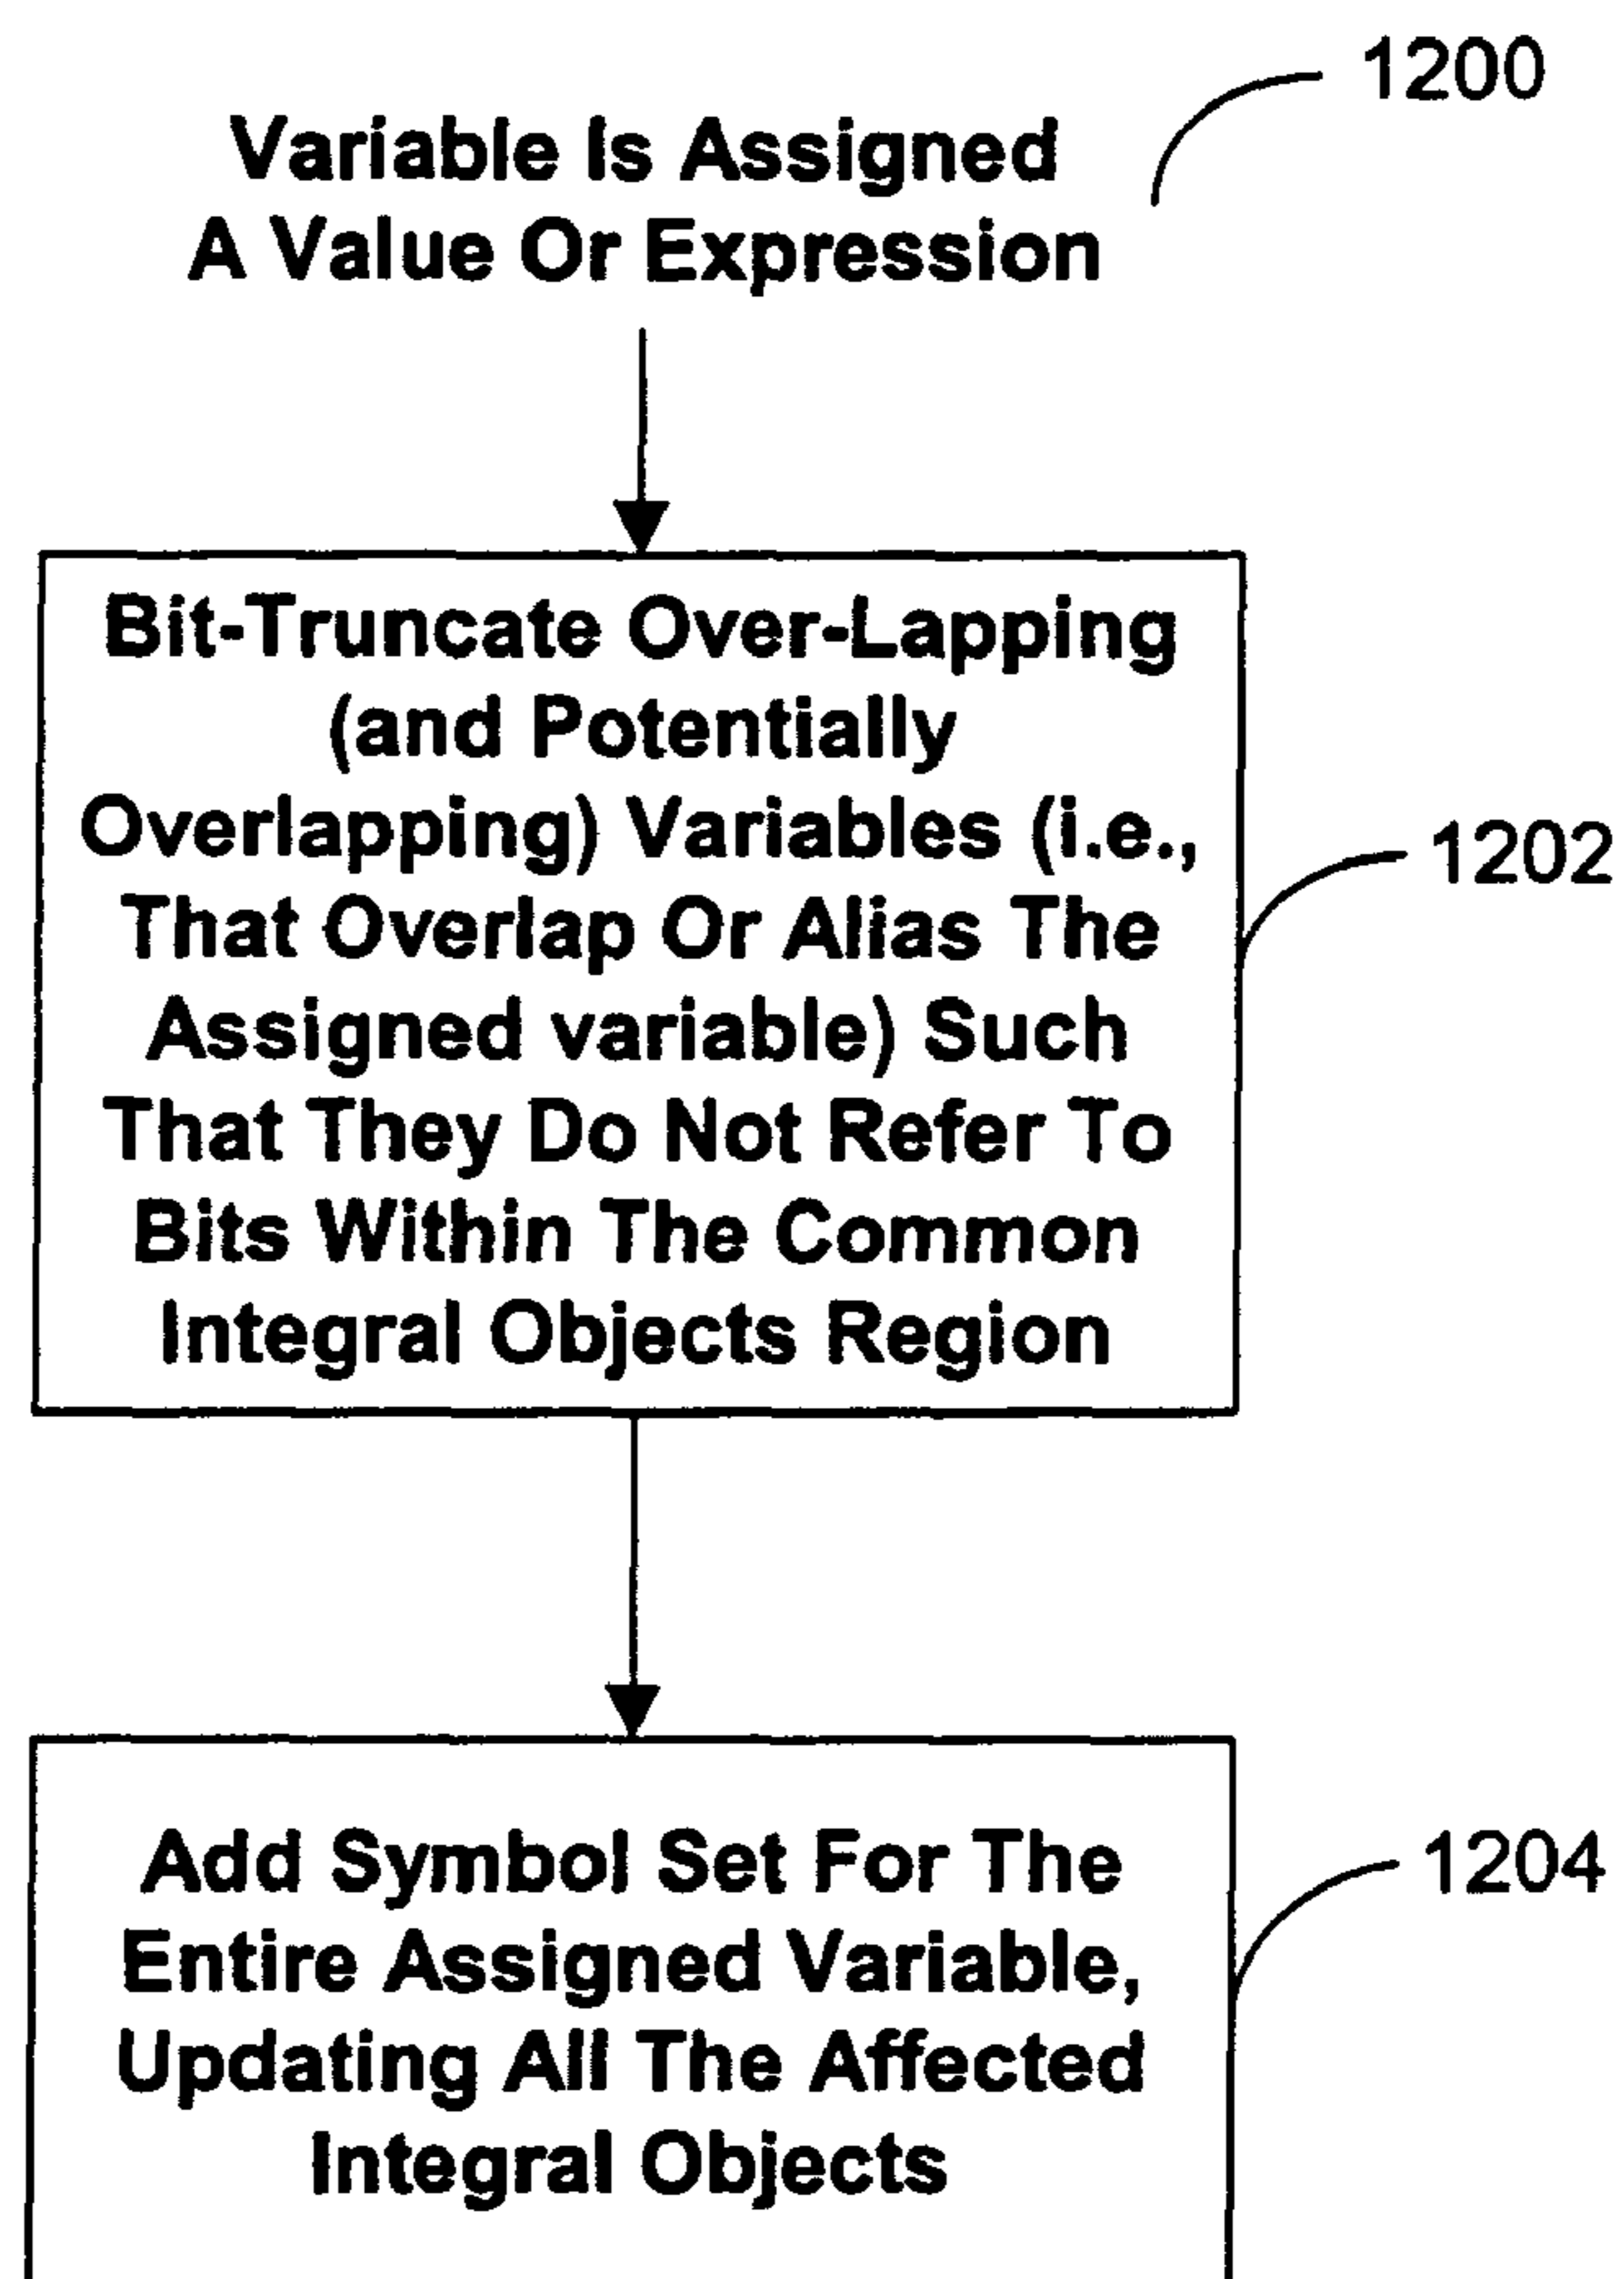 1200
Variable Is Assigned
A Value Or Expression
Bit-Truncate Over-Lapping
(and Potentially
Overlapping) Variables (i.e.,
That Overlap Or Alias The
Assigned variable) Such
That They Do Not Refer To
Bits Within The Common
Integral Objects Region
1202
Add Symbol Set For The
Entire Assigned Variable,
Updating All The Affected
Integral Objects
1204